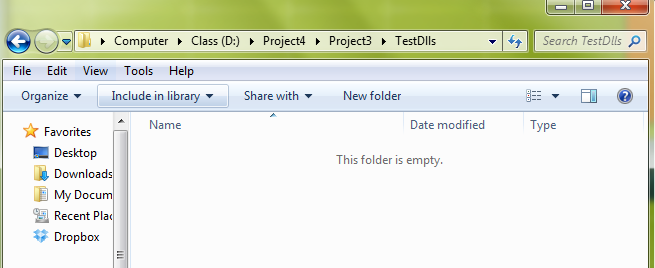 Computer Class (D:) Project4 Project3 TestDlls Search TestDlls
File Edit View Tools Help
Organize Include in library Share with New folder
Name Date modified Type
This folder is empty.
Favorites
Desktop
Downloads
My Docum
Recent Plac
Dropbox